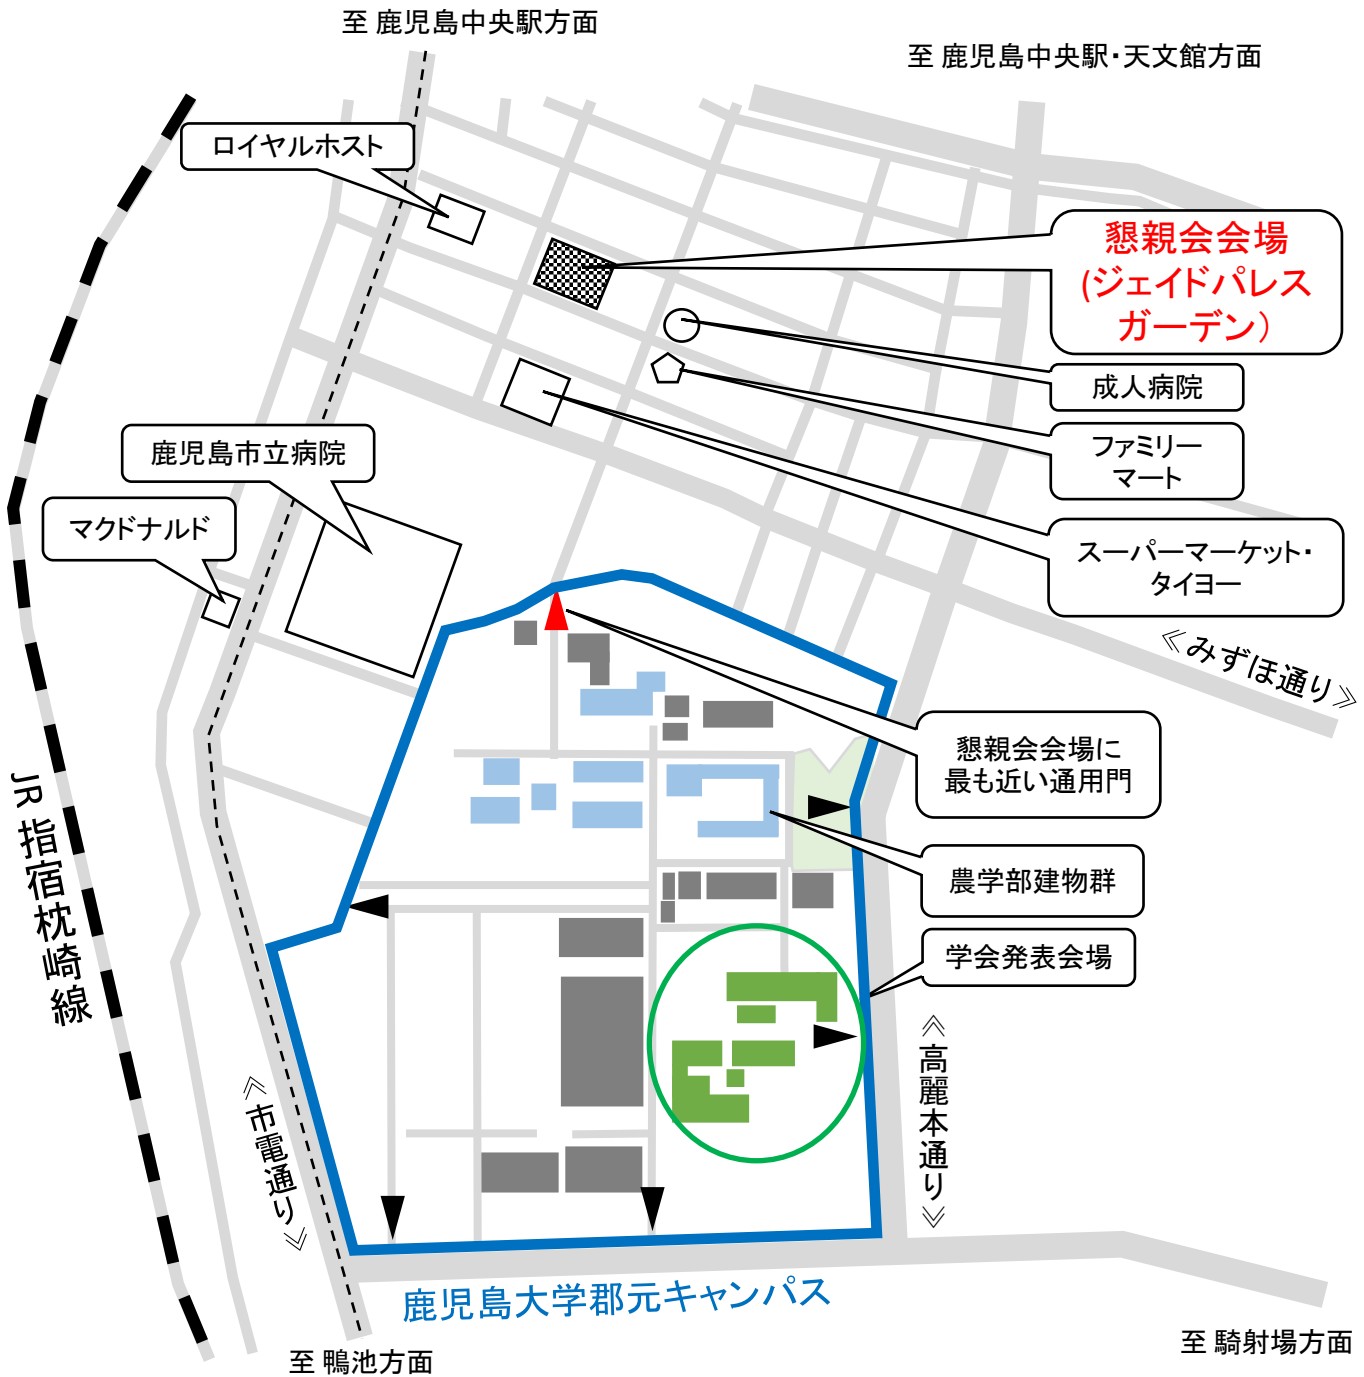 至 鹿児島中央駅方面
至 鹿児島中央駅・天文館方面
ロイヤルホスト
懇親会会場
(ジェイドパレス
ガーデン）
成人病院
ファミリー
マート
鹿児島市立病院
マクドナルド
スーパーマーケット・
タイヨー
≪みずほ通り≫
懇親会会場に
最も近い通用門
農学部建物群
学会発表会場
JR 指宿枕崎線
≪高麗本通り≫
≪市電通り≫
鹿児島大学郡元キャンパス
至 鴨池方面
至 騎射場方面